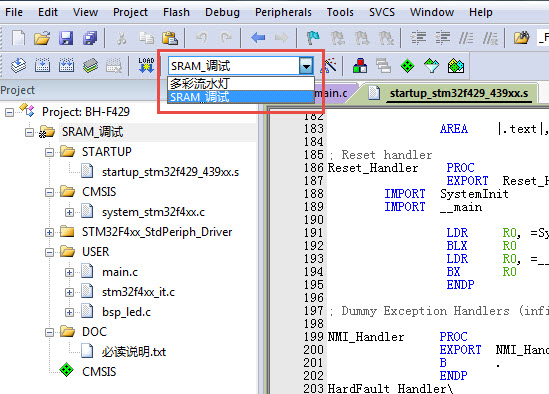 File Edit View Project Flash Debug Peripherals Tools SVCS Window Help
LOAD SRAM_调试
多彩流水灯
SRAM_调试
Project
main.c startup_stm32f429_439xx.s
Project: BH-F429
SRAM_调试
STARTUP
startup_stm32f429_439xx.s
CMSIS
system_stm32f4xx.c
STM32F4xx_StdPeriph_Driver
USER
main.c
stm32f4xx_it.c
bsp_led.c
DOC
必读说明.txt
CMSIS
182
183 AREA |.text|,
184
185 ; Reset handler
186 Reset_Handler PROC
187 EXPORT Reset_H
188 IMPORT SystemInit
189 IMPORT __main
190
191 LDR R0, =Sy
192 BLX R0
193 LDR R0, =__
194 BX R0
195 ENDP
196
197 ; Dummy Exception Handlers (infi
198
199 NMI_Handler PROC
200 EXPORT NMI_Hand
201 B .
202 ENDP
203 HardFault_Handler\